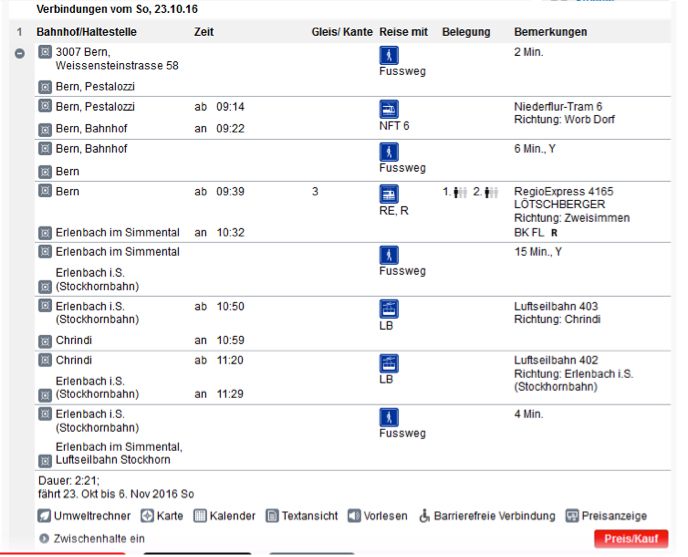 Verbindungen vom So, 23.10.16
1 Bahnhof/Haltestelle Zeit Gleis/ Kante Reise mit Belegung Bemerkungen
3007 Bern, 2 Min.
Weissensteinstrasse 58
Fussweg
Bern, Pestalozzi
Bern, Pestalozzi ab 09:14 Niederflur-Tram 6
Richtung: Worb Dorf
Bern, Bahnhof an 09:22 NFT 6
Bern, Bahnhof 6 Min., Y
Fussweg
Bern
Bern ab 09:39 3 1. 2. RegioExpress 4165
LÖTSCHBERGER
RE, R Richtung: Zweisimmen
Erlenbach im Simmental an 10:32 BK FL R
Erlenbach im Simmental 15 Min., Y
Fussweg
Erlenbach i.S.
(Stockhornbahn)
Erlenbach i.S. ab 10:50 Luftseilbahn 403
(Stockhornbahn) Richtung: Chrindi
LB
Chrindi an 10:59
Chrindi ab 11:20 Luftseilbahn 402
Richtung: Erlenbach i.S.
Erlenbach i.S. LB (Stockhornbahn)
(Stockhornbahn) an 11:29
Erlenbach i.S. 4 Min.
(Stockhornbahn)
Fussweg
Erlenbach im Simmental,
Luftseilbahn Stockhorn
Dauer: 2:21;
fährt 23. Okt bis 6. Nov 2016 So
Umweltrechner Karte Kalender Textansicht Vorlesen Barrierefreie Verbindung Preisanzeige
Zwischenhalte ein Preis/Kauf